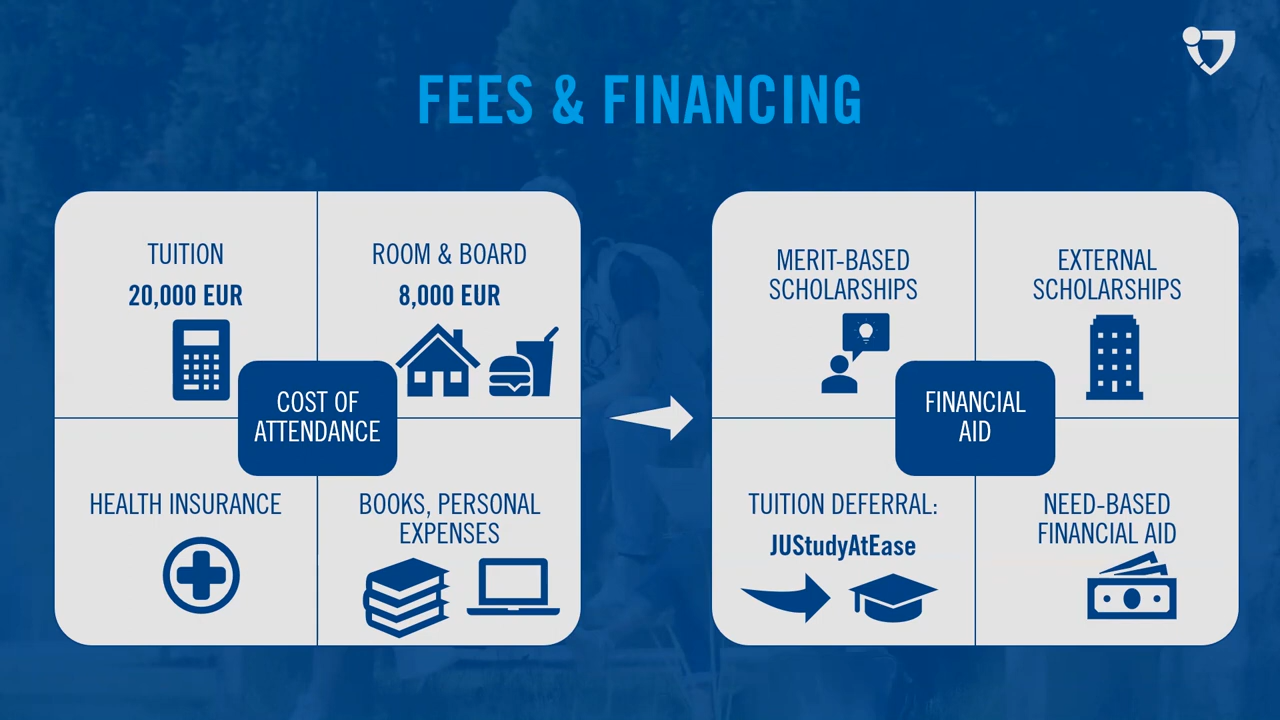 FEES & FINANCING
TUITION
20,000 EUR
ROOM & BOARD
8,000 EUR
COST OF
ATTENDANCE
HEALTH INSURANCE
BOOKS, PERSONAL
EXPENSES
MERIT-BASED
SCHOLARSHIPS
EXTERNAL
SCHOLARSHIPS
FINANCIAL
AID
TUITION DEFERRAL:
JUStudyAtEase
NEED-BASED
FINANCIAL AID